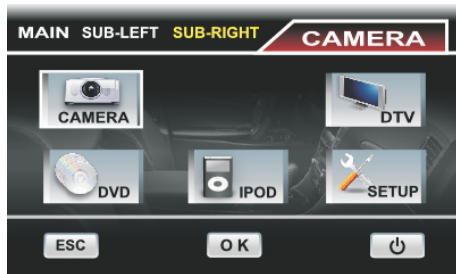 MAIN SUB-LEFT SUB-RIGHT CAMERA
CAMERA DTV
DVD IPOD SETUP
ESC OK